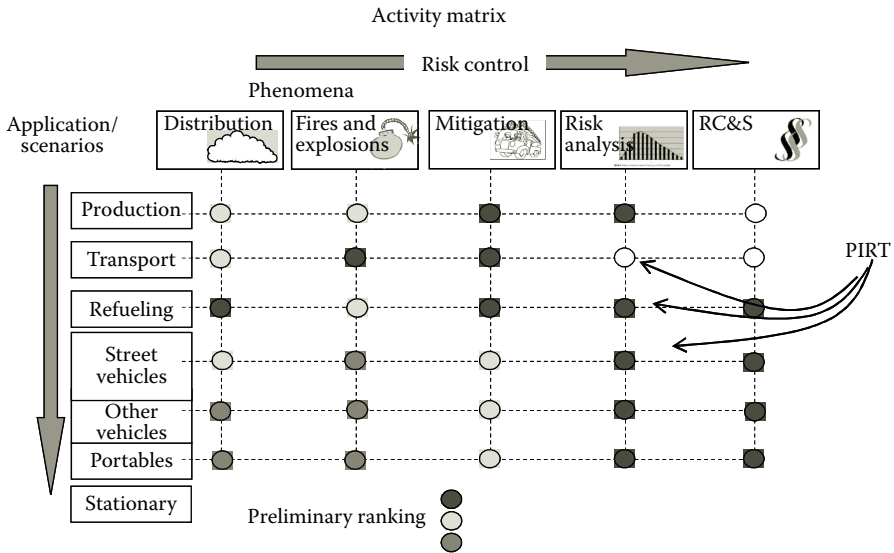 Activity matrix
Risk control
Phenomena
Application/
scenarios
Distribution
Fires and
explosions
Mitigation
Risk
analysis
RC&S
Production
Transport
PIRT
Refueling
Street
vehicles
Other
vehicles
Portables
Stationary
Preliminary ranking